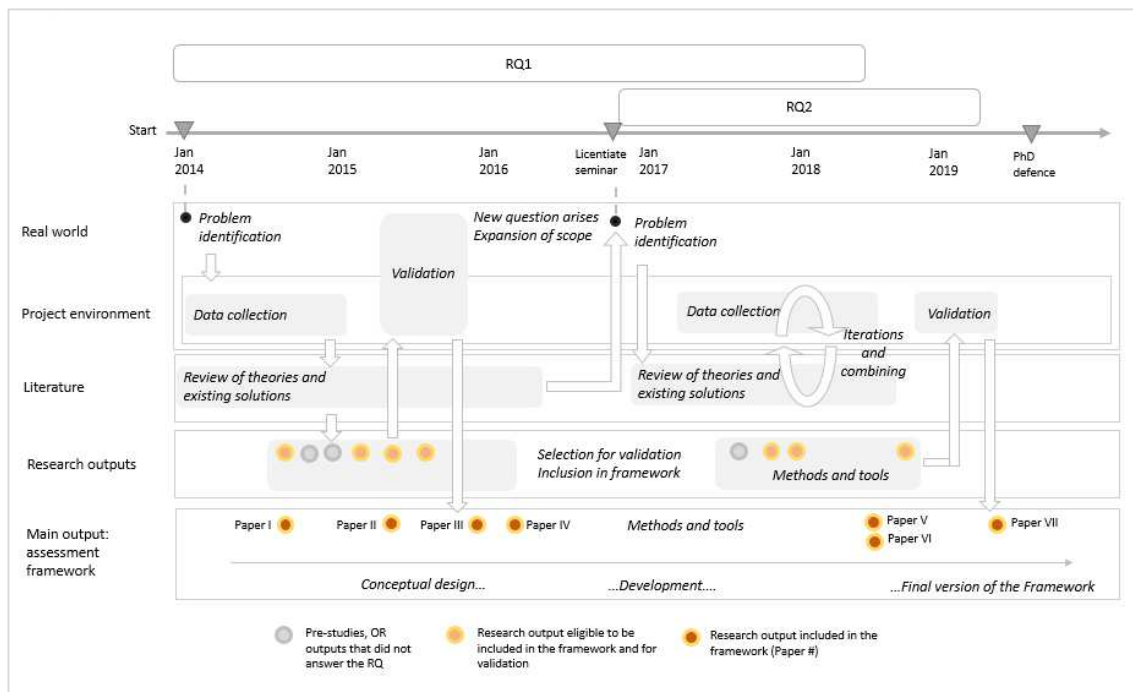 RQ1
RQ2
Start
Jan
2014
Jan
2015
Jan
2016
Licentiate
seminar
Jan
2017
Jan
2018
Jan
2019
PhD
defence
Real world
Problem
identification
Validation
New question arises
Expansion of scope
Problem
identification
Project environment
Data collection
Data collection
Validation
Iterations
and
combining
Literature
Review of theories and
existing solutions
Review of theories and
existing solutions
Research outputs
Selection for validation
Inclusion in framework
Methods and tools
Main output:
assessment
framework
Paper I
Paper II
Paper III
Paper IV
Methods and tools
Paper V
Paper VI
Paper VII
Conceptual design...
...Development....
...Final version of the Framework
Pre-studies, OR
outputs that did not
answer the RQ
Research output eligible to be
included in the framework and for
validation
Research output included in the
framework (Paper #)